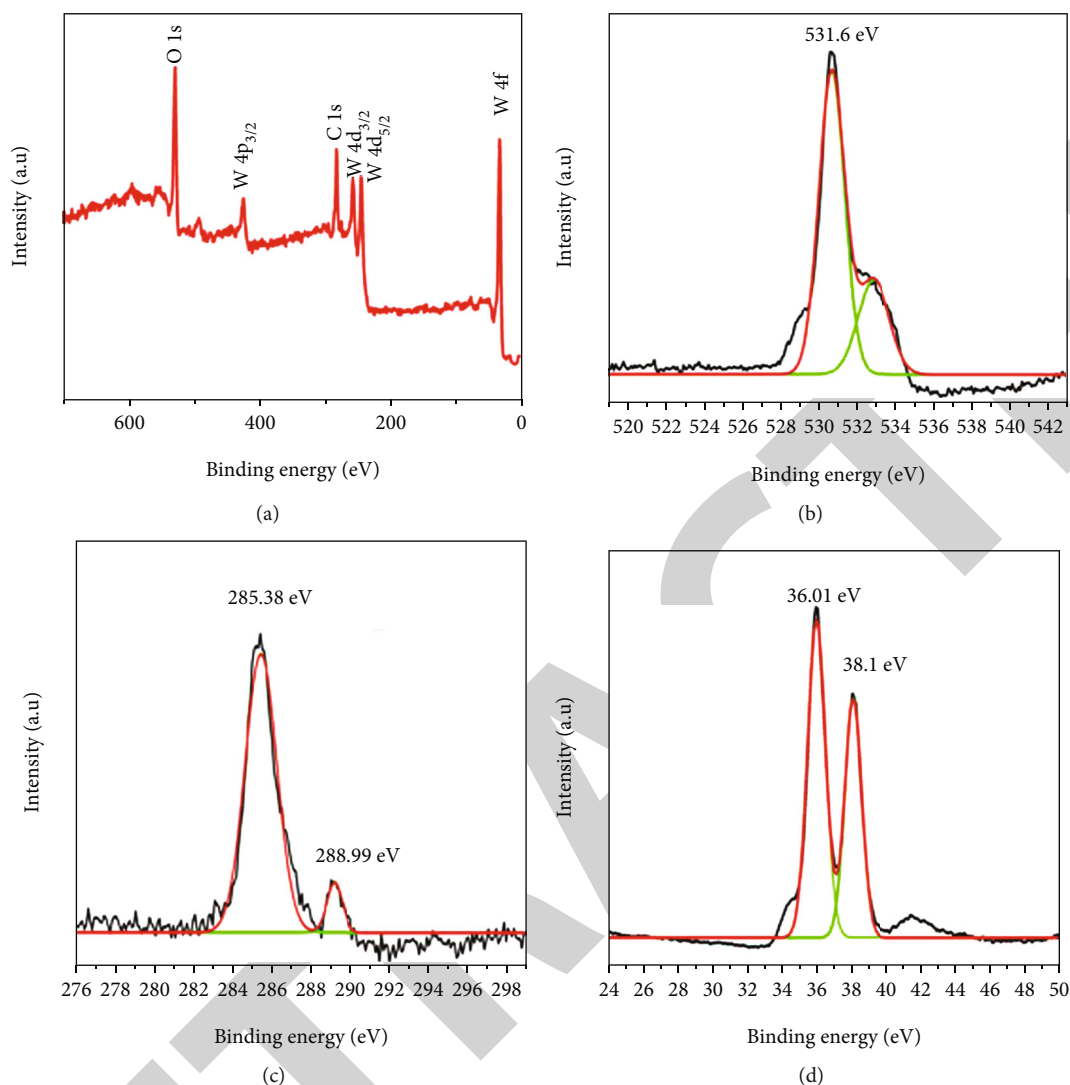 O 1s
W 4p3/2
C 1s
W 4d3/2
W 4d5/2
W 4f
Intensity (a.u)
600 400 200 0
Binding energy (eV)
(a)
531.6 eV
Intensity (a.u)
520 522 524 526 528 530 532 534 536 538 540 542
Binding energy (eV)
(b)
285.38 eV
288.99 eV
Intensity (a.u)
276 278 280 282 284 286 288 290 292 294 296 298
Binding energy (eV)
(c)
36.01 eV
38.1 eV
Intensity (a.u)
24 26 28 30 32 34 36 38 40 42 44 46 48 50
Binding energy (eV)
(d)